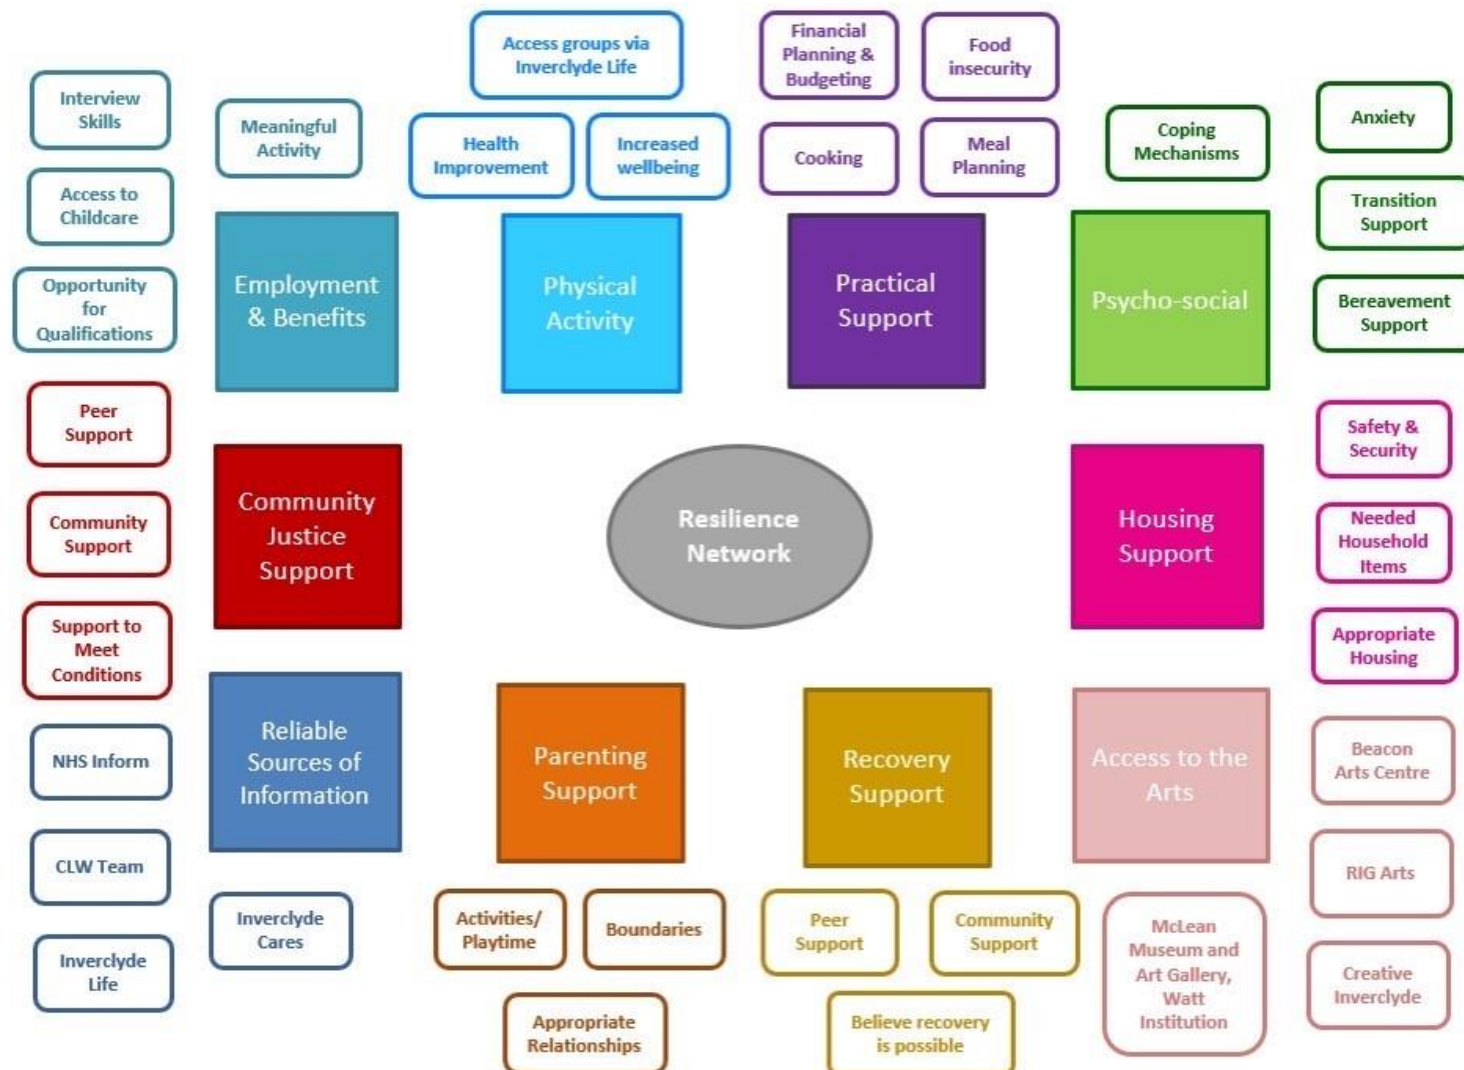 Access groups via
Inverclyde Life
Financial
Planning &
Budgeting
Food
insecurity
Interview
Skills
Meaningful
Activity
Health
Improvement
Increased
wellbeing
Cooking
Meal
Planning
Coping
Mechanisms
Anxiety
Access to
Childcare
Transition
Support
Opportunity
for
Qualifications
Employment
& Benefits
Physical
Activity
Practical
Support
Psycho-social
Bereavement
Support
Peer
Support
Community
Support
Support to
Meet
Conditions
Community
Justice
Support
Resilience
Network
Housing
Support
Safety &
Security
Needed
Household
Items
Appropriate
Housing
NHS Inform
CLW Team
Inverclyde
Life
Reliable
Sources of
Information
Parenting
Support
Recovery
Support
Access to the
Arts
Beacon
Arts Centre
RIG Arts
Creative
Inverclyde
Inverclyde
Cares
Activities/
Playtime
Boundaries
Appropriate
Relationships
Peer
Support
Community
Support
Believe recovery
is possible
McLean
Museum and
Art Gallery,
Watt
Institution